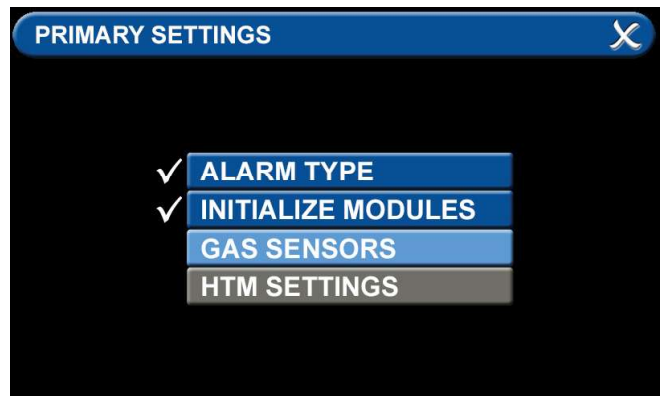 PRIMARY SETTINGS
ALARM TYPE
INITIALIZE MODULES
GAS SENSORS
HTM SETTINGS